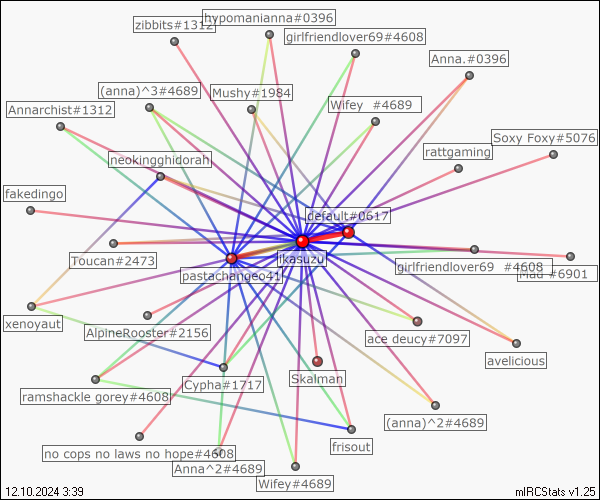 hypomanianna#0396
zibbits#1312
girlfriendlover69#4608
Anna.#0396
(anna)^3#4689
Mushy#1984
Wifey  #4689
Annarchist#1312
Soxy Foxy#5076
rattgaming
neokingghidorah
fakedingo
default#0617
Toucan#2473
ikasuzu
girlfriendlover69  #4608
Mad #6901
pastachangeo41
xenoyaut
AlpineRooster#2156
ace deucy#7097
avelicious
Cypha#1717
Skalman
ramshackle gorey#4608
(anna)^2#4689
frisout
no cops no laws no hope#4608
Anna^2#4689
Wifey#4689
12.10.2024 3:39
mIRCStats v1.25